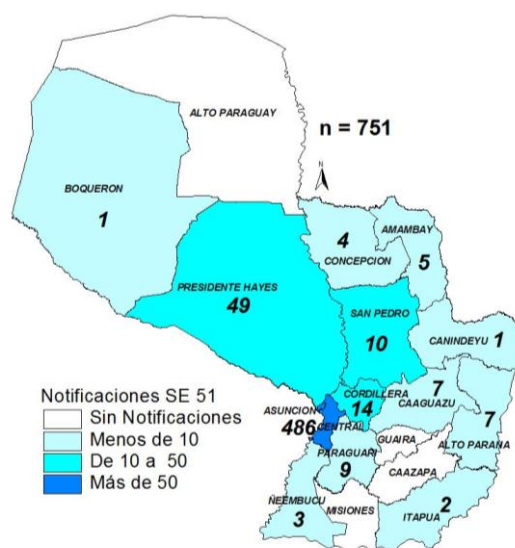 ALTO PARAGUAY
n = 751
N
BOQUERON
1
4
CONCEPCION
AMAMBAY
5
PRESIDENTE HAYES
49
SAN PEDRO
10
CANINDEYU 1
Notificaciones SE 51
Sin Notificaciones
Menos de 10
De 10 a 50
Más de 50
CORDILLERA
14
7
CAAGUAZU
ASUNCION
486
CENTRAL
GUAIRA
7
ALTO PARANA
PARAGUARI
9
CAAZAPA
ÑEEMBUCU
3
MISIONES
2
ITAPUA